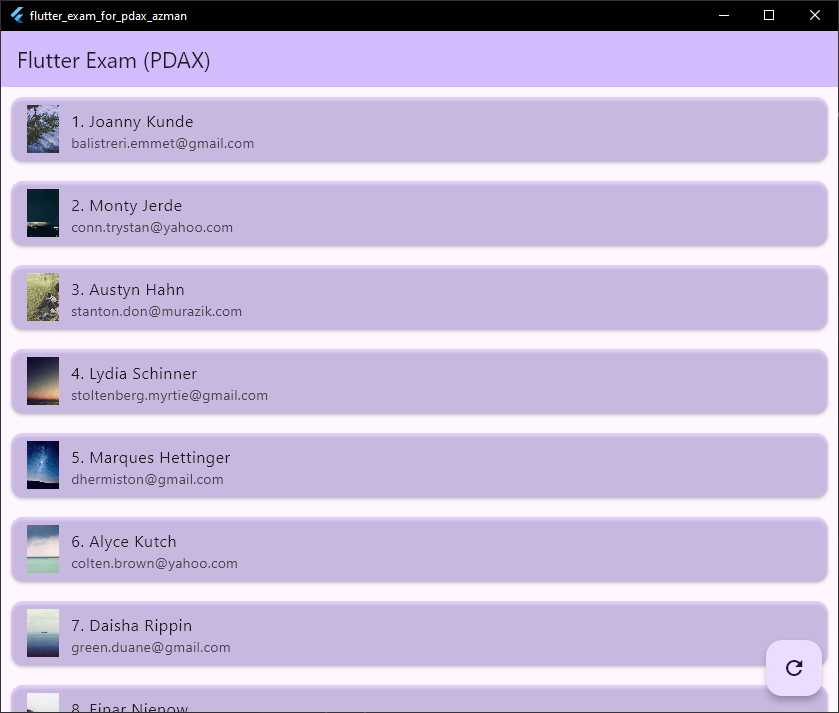 flutter_exam_for_pdax_azman
Flutter Exam (PDAX)
1. Joanny Kunde
balistreri.emmet@gmail.com
2. Monty Jerde
conn.trystan@yahoo.com
3. Austyn Hahn
stanton.don@murazik.com
4. Lydia Schinner
stoltenberg.myrtie@gmail.com
5. Marques Hettinger
dhermiston@gmail.com
6. Alyce Kutch
colten.brown@yahoo.com
7. Daisha Rippin
green.duane@gmail.com
8. Einar Nienow